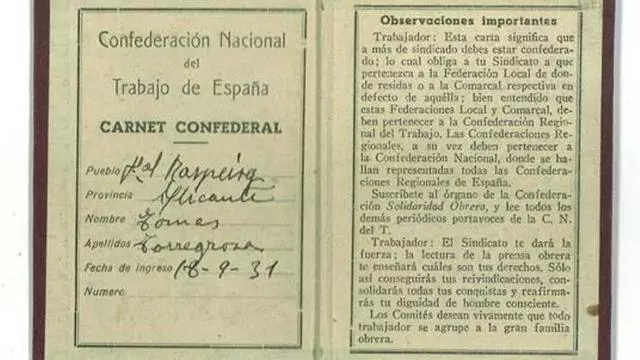 Confederación Nacional
del
Trabajo de España
CARNET CONFEDERAL
Pueblo
Provincia Alicante
Nombre Tomas
Apellidos Torregrosa
Fecha de ingreso 18-9-31
Numero
Observaciones importantes
Trabajador: Esta carta significa que
a más de sindicado debes estar confedera-
do; lo cual obliga a tu Sindicato a que
pertenezca a la Federación Local de don-
de residas o a la Comarcal respectiva en
defecto de aquélla; bien entendido que
estas Federaciones Local y Comarcal, de-
ben pertenecer a la Confederación Regio-
nal del Trabajo. Las Confederaciones Re-
gionales, a su vez deben pertenecer a
la Confederación Nacional, donde se ha-
llan representadas todas las Confedera-
ciones Regionales de España.
Suscríbete al órgano de la Confedera-
ción Solidaridad Obrera, y lee todos los
demás periódicos portavoces de la C. N.
del T.
Trabajador: El Sindicato te dará la
fuerza; la lectura de la prensa obrera
te enseñará cuáles son tus derechos. Sólo
así conseguirás tus reivindicaciones, con-
solidarás todas tus conquistas y reafirma-
rás tu dignidad de hombre consciente.
Los Comités desean vivamente que todo
trabajador se agrupe a la gran familia
obrera.